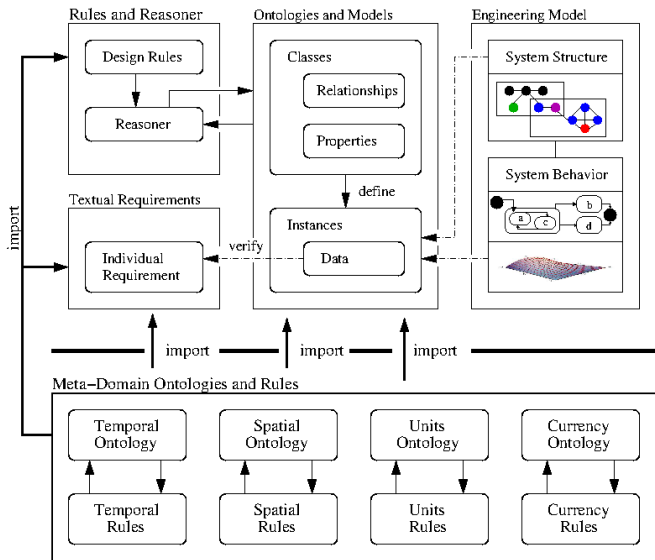 Rules and Reasoner
Design Rules
Reasoner
Textual Requirements
Individual
Requirement
Ontologies and Models
Classes
Relationships
Properties
define
Instances
Data
verify
Engineering Model
System Structure
System Behavior
a
c
b
d
import
import
import
import
Meta-Domain Ontologies and Rules
Temporal
Ontology
Spatial
Ontology
Units
Ontology
Currency
Ontology
Temporal
Rules
Spatial
Rules
Units
Rules
Currency
Rules